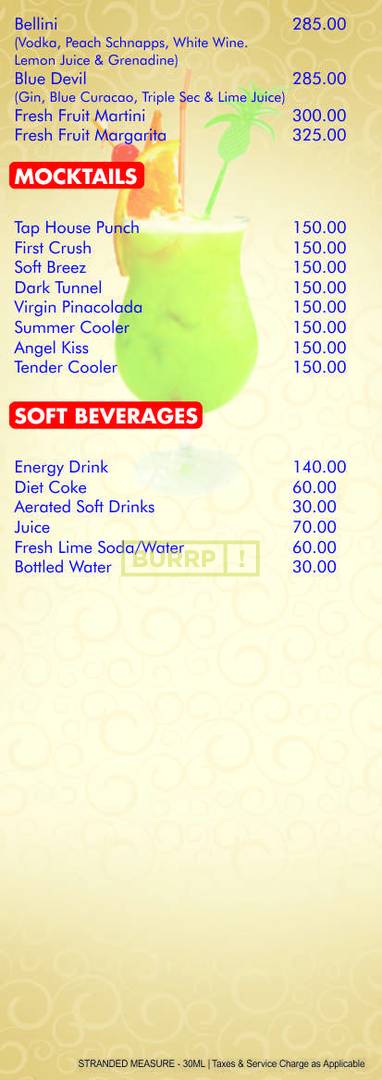 Bellini 285.00
(Vodka, Peach Schnapps, White Wine.
Lemon Juice & Grenadine)
Blue Devil 285.00
(Gin, Blue Curacao, Triple Sec & Lime Juice)
Fresh Fruit Martini 300.00
Fresh Fruit Margarita 325.00
MOCKTAILS
Tap House Punch 150.00
First Crush 150.00
Soft Breez 150.00
Dark Tunnel 150.00
Virgin Pinacolada 150.00
Summer Cooler 150.00
Angel Kiss 150.00
Tender Cooler 150.00
SOFT BEVERAGES
Energy Drink 140.00
Diet Coke 60.00
Aerated Soft Drinks 30.00
Juice 70.00
Fresh Lime Soda/Water 60.00
Bottled Water 30.00
BURRP!
STRANDED MEASURE - 30ML | Taxes & Service Charge as Applicable